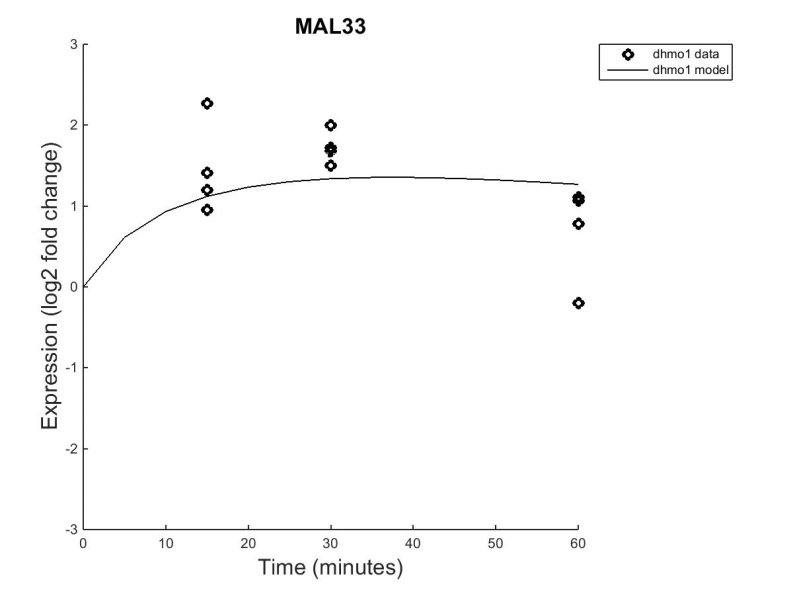 MAL33
dhmo1 data
dhmo1 model
Expression (log2 fold change)
3
2
1
0
-1
-2
-3
0 10 20 30 40 50 60
Time (minutes)